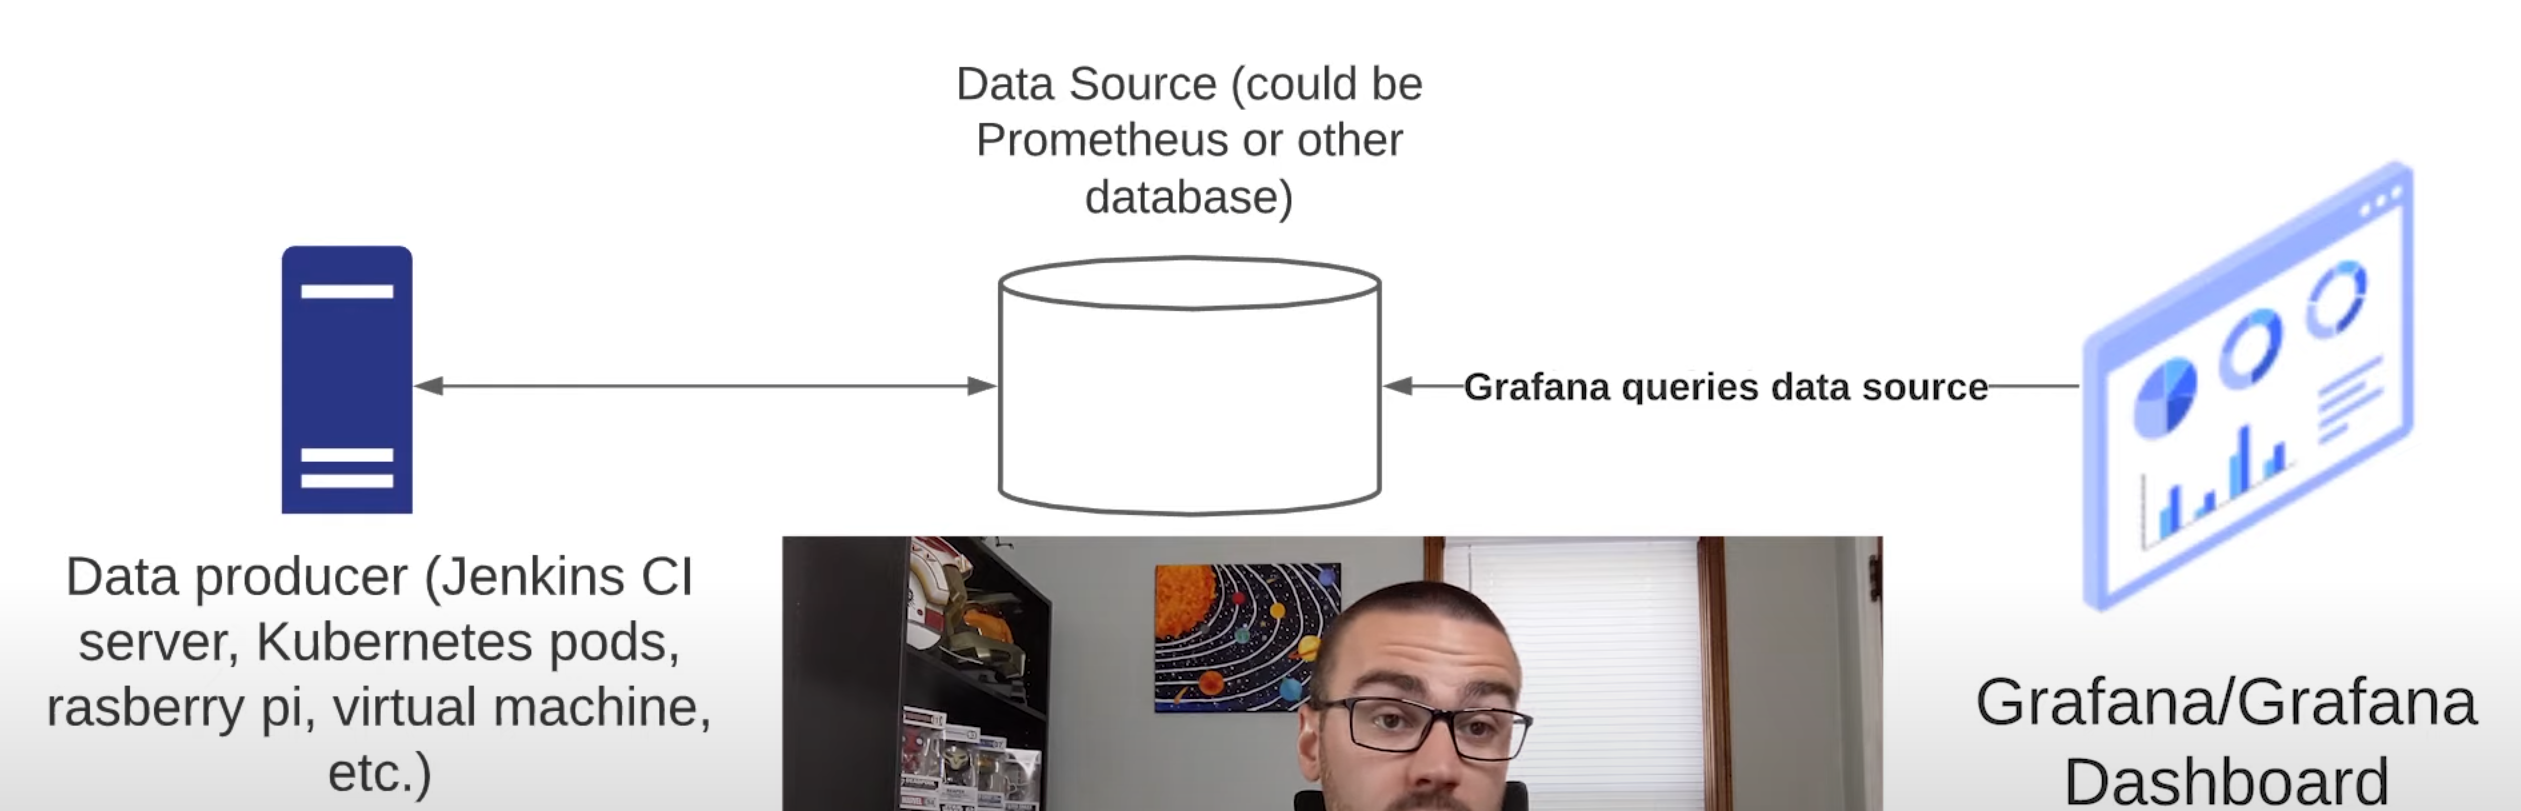 Data Source (could be
Prometheus or other
database)
Grafana queries data source
Data producer (Jenkins CI
server, Kubernetes pods,
rasberry pi, virtual machine,
etc.)
Grafana/Grafana
Dashboard